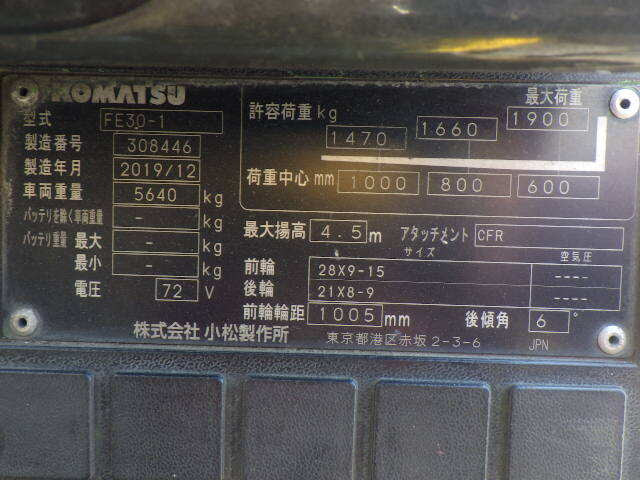 KOMATSU
型式 FE30-1
製造番号 308446
製造年月 2019/12
車両重量 5640 kg
バッテリを除く車両重量 - kg
バッテリ重量 最大 - kg
最小 - kg
電圧 72 V
株式会社 小松製作所
最大荷重
許容荷重 kg 1470 1660 1900
荷重中心 mm 1000 800 600
最大揚高 4.5 m アタッチメント CFR
サイズ 空気圧
前輪 28X9-15 ----
後輪 21X8-9 ----
前輪輪距 1005 mm 後傾角 6 °
東京都港区赤坂 2-3-6 JPN